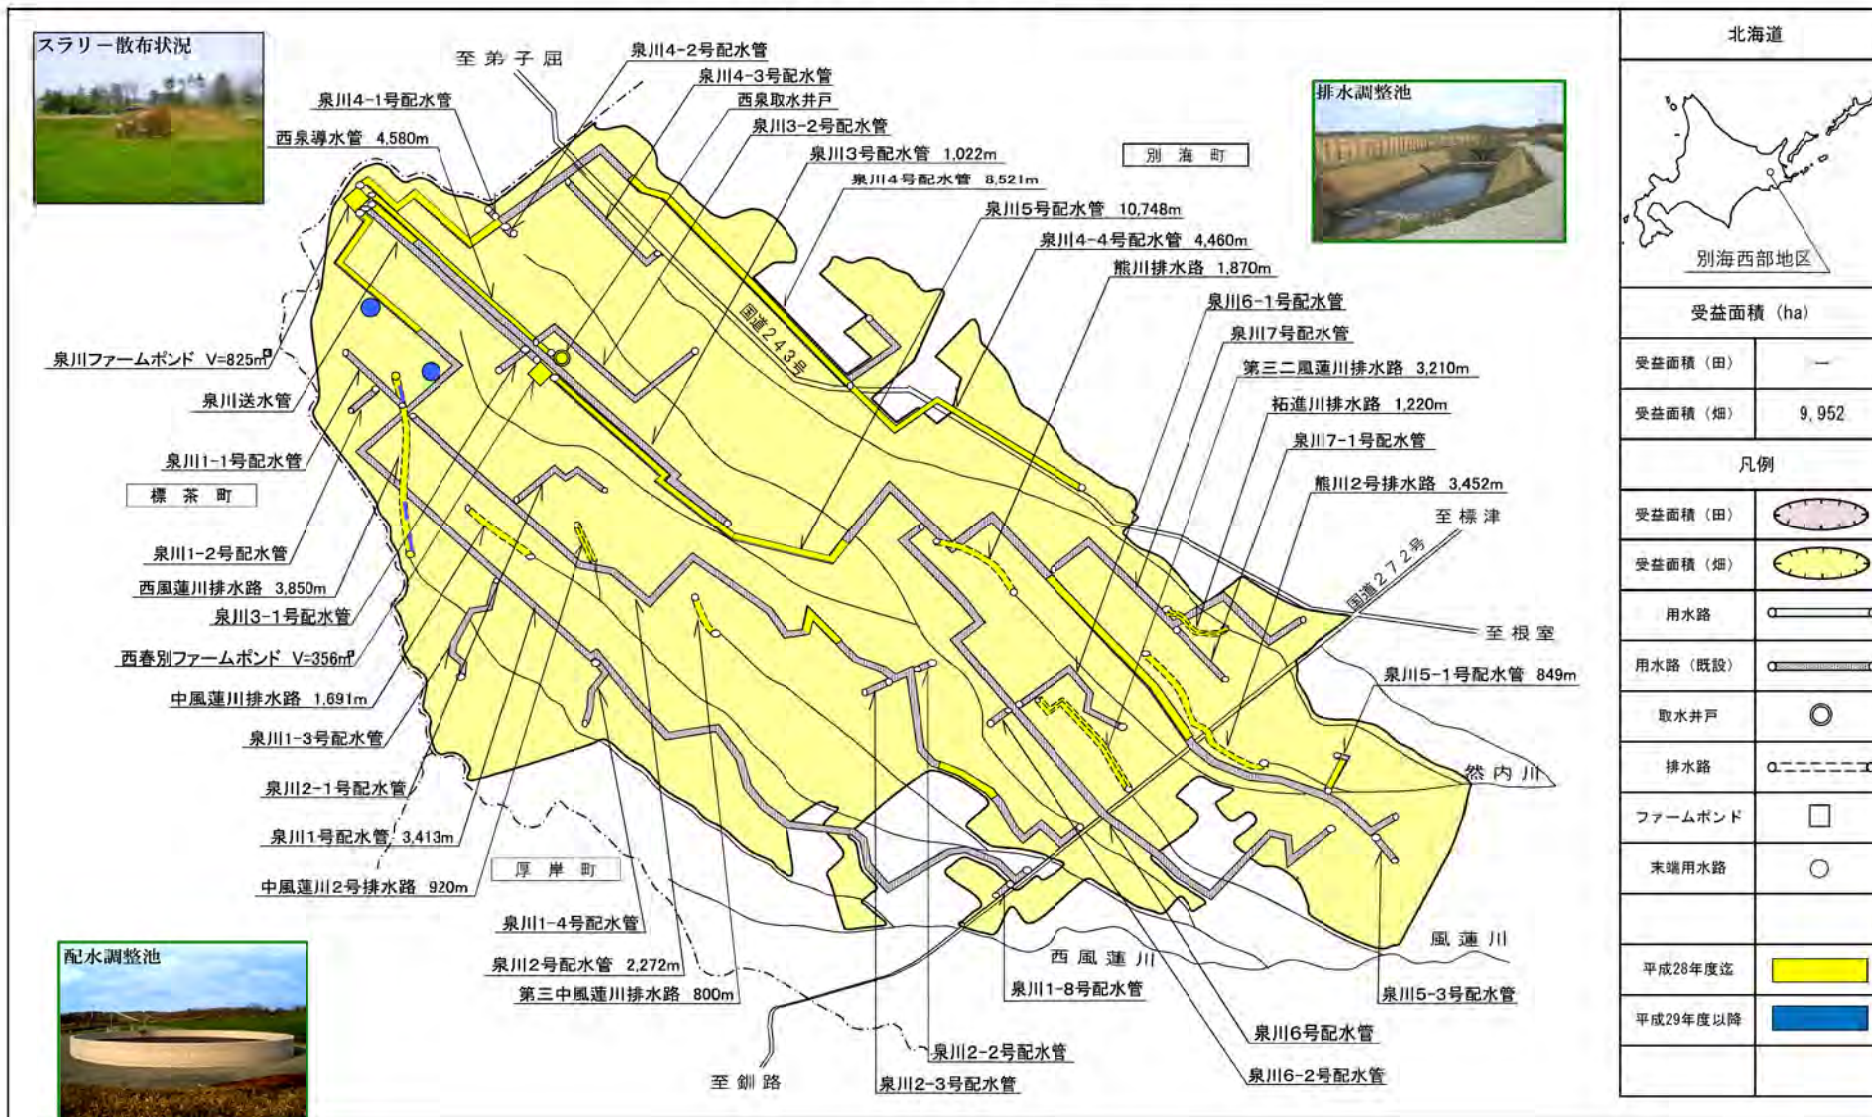 スラリー散布状況
至弟子屈
泉川4-2号配水管
泉川4-3号配水管
西泉取水井戸
泉川3-2号配水管
泉川3号配水管 1,022m
泉川4号配水管 8,521m
泉川5号配水管 10,748m
泉川4-4号配水管 4,460m
熊川排水路 1,870m
泉川6-1号配水管
泉川7号配水管
第三二風蓮川排水路 3,210m
拓進川排水路 1,220m
泉川7-1号配水管
熊川2号排水路 3,452m
至標津
国道272号
国道243号
至根室
泉川5-1号配水管 849m
然内川
風蓮川
西風蓮川
泉川5-3号配水管
泉川1-8号配水管
泉川6号配水管
泉川6-2号配水管
泉川2-2号配水管
泉川2-3号配水管
至釧路
別海町
排水調整池
泉川4-1号配水管
西泉導水管 4,580m
泉川ファームポンド V=825㎥
泉川送水管
泉川1-1号配水管
標茶町
泉川1-2号配水管
西風蓮川排水路 3,850m
泉川3-1号配水管
西春別ファームポンド V=356㎥
中風蓮川排水路 1,691m
泉川1-3号配水管
泉川2-1号配水管
泉川1号配水管 3,413m
中風蓮川2号排水路 920m
厚岸町
泉川1-4号配水管
泉川2号配水管 2,272m
第三中風蓮川排水路 800m
配水調整池
北海道
別海西部地区
受益面積 (ha)
受益面積（田） ―
受益面積（畑） 9,952
凡例
受益面積（田）
受益面積（畑）
用水路
用水路（既設）
取水井戸
排水路
ファームポンド
末端用水路
平成28年度迄
平成29年度以降